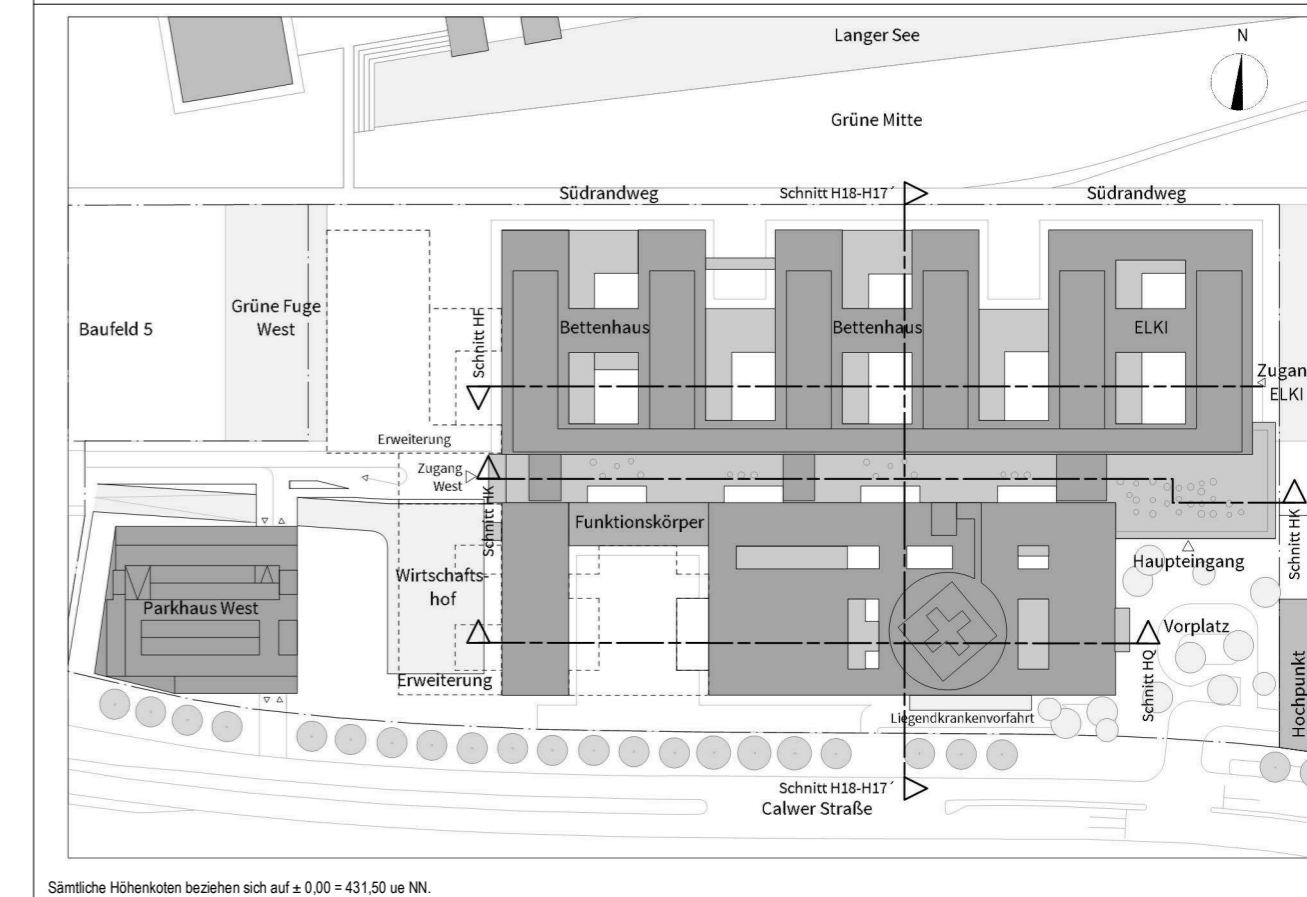 Langer See
N
Grüne Mitte
Südrandweg
Schnitt H18-H17´
Südrandweg
Grüne Fuge
West
Baufeld 5
Schnitt HF
Bettenhaus
Bettenhaus
ELKI
Zugan
ELKI
Erweiterung
Zugang
West
Schnitt HK
Schnitt HK
Funktionskörper
Haupteingang
Wirtschafts-
hof
Parkhaus West
Vorplatz
Schnitt HQ
Hochpunkt
Erweiterung
Liegendkrankenvorfahrt
Schnitt H18-H17´
Calwer Straße
Sämtliche Höhenkoten beziehen sich auf ± 0,00 = 431,50 ue NN.